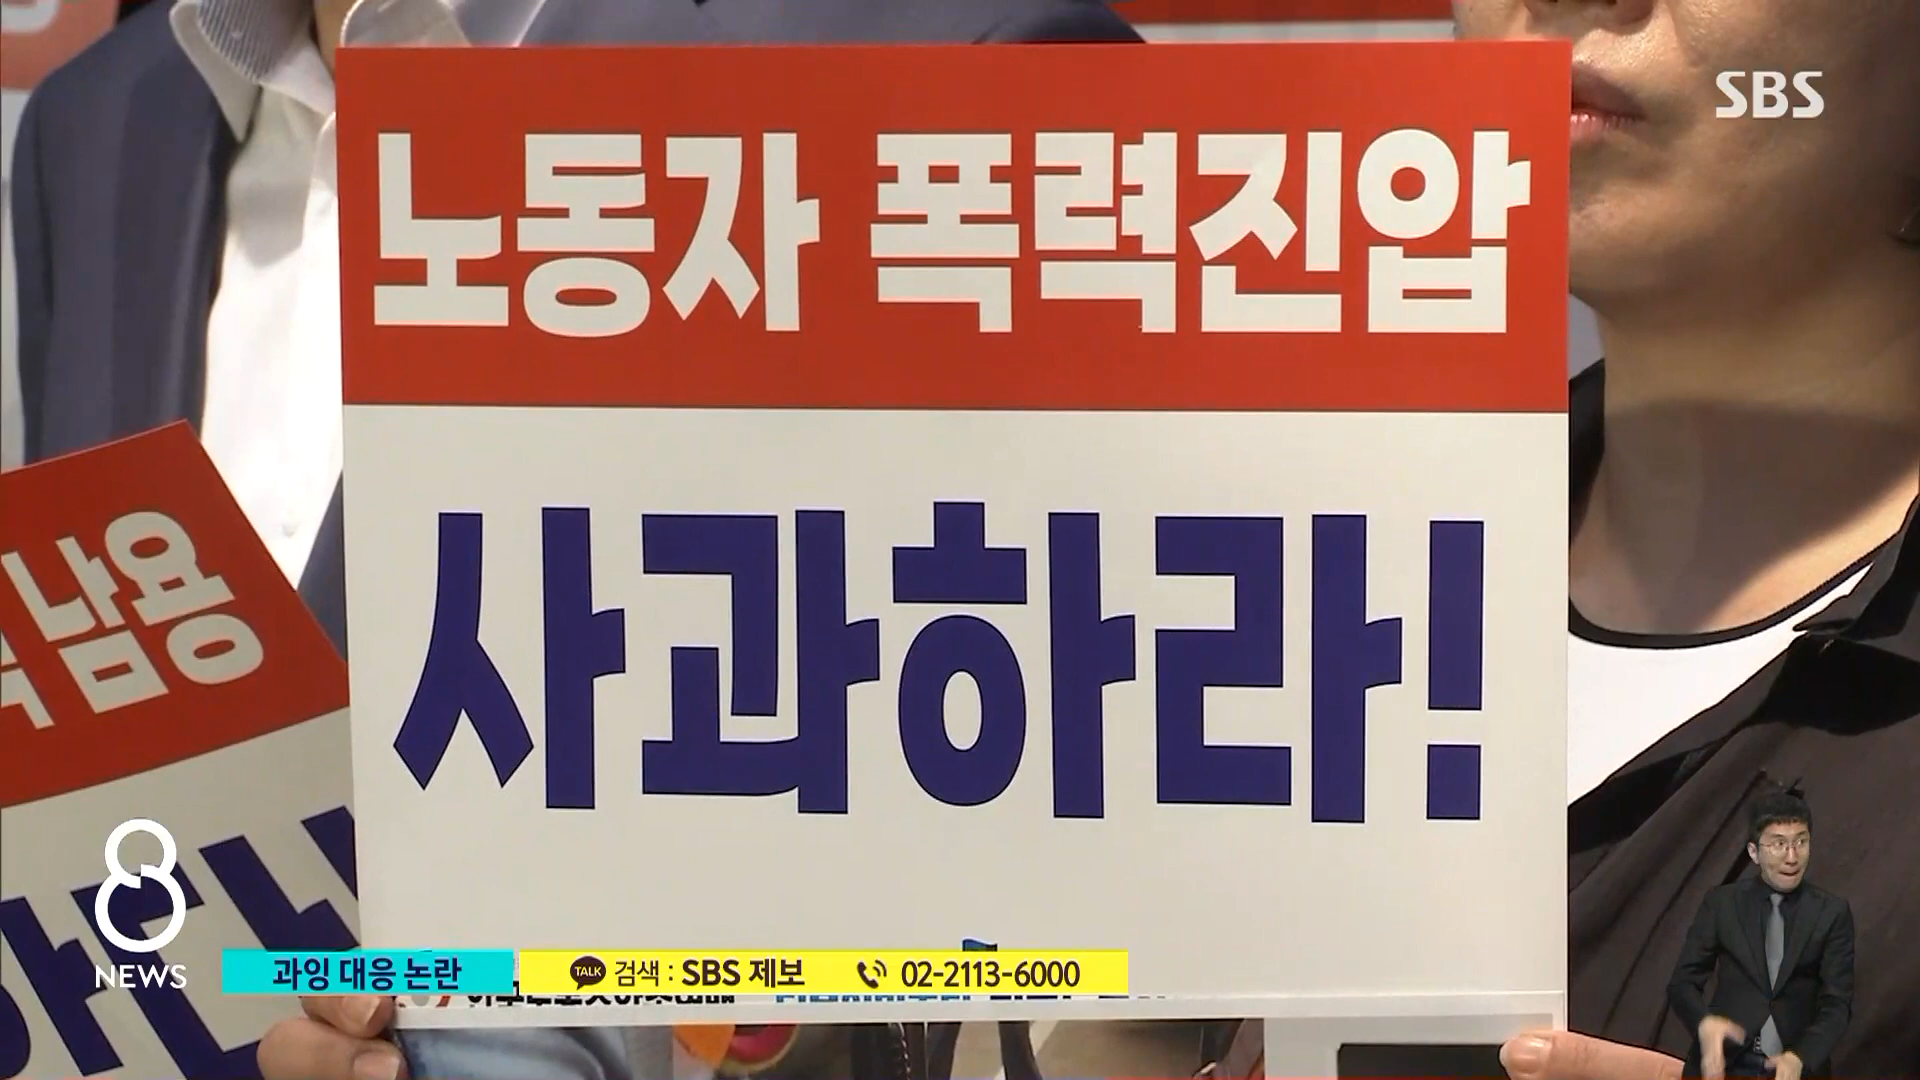 SBS
노동자 폭력진압
사과하라!
남용
8
NEWS
과잉 대응 논란
TALK 검색 : SBS 제보 02-2113-6000